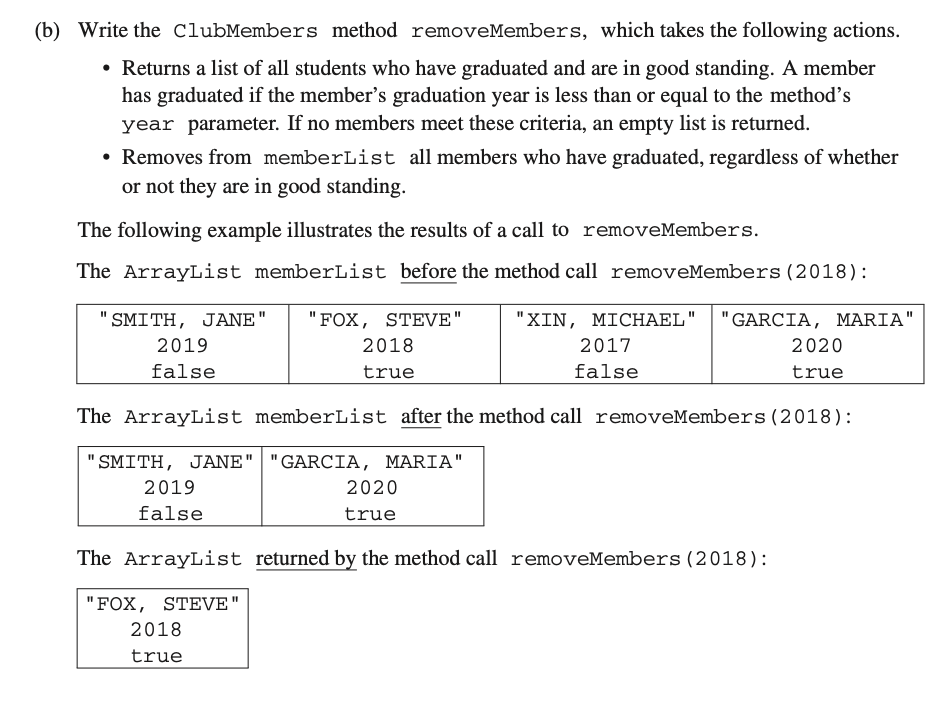 (b) Write the ClubMembers method removeMembers, which takes the following actions.
• Returns a list of all students who have graduated and are in good standing. A member
has graduated if the member's graduation year is less than or equal to the method's
year parameter. If no members meet these criteria, an empty list is returned.
• Removes from memberList all members who have graduated, regardless of whether
or not they are in good standing.
The following example illustrates the results of a call to removeMembers.
The ArrayList memberList before the method call removeMembers(2018):
"SMITH, JANE" "FOX, STEVE" "XIN, MICHAEL" "GARCIA, MARIA"
2019 2018 2017 2020
false true false true
The ArrayList memberList after the method call removeMembers(2018):
"SMITH, JANE" "GARCIA, MARIA"
2019 2020
false true
The ArrayList returned by the method call removeMembers(2018):
"FOX, STEVE"
2018
true